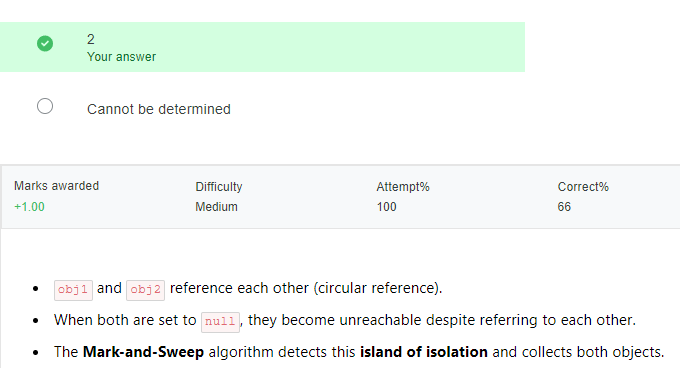 2
Your answer
Cannot be determined
Marks awarded Difficulty Attempt% Correct%
+1.00 Medium 100 66
obj1 and obj2 reference each other (circular reference).
When both are set to null, they become unreachable despite referring to each other.
The Mark-and-Sweep algorithm detects this island of isolation and collects both objects.